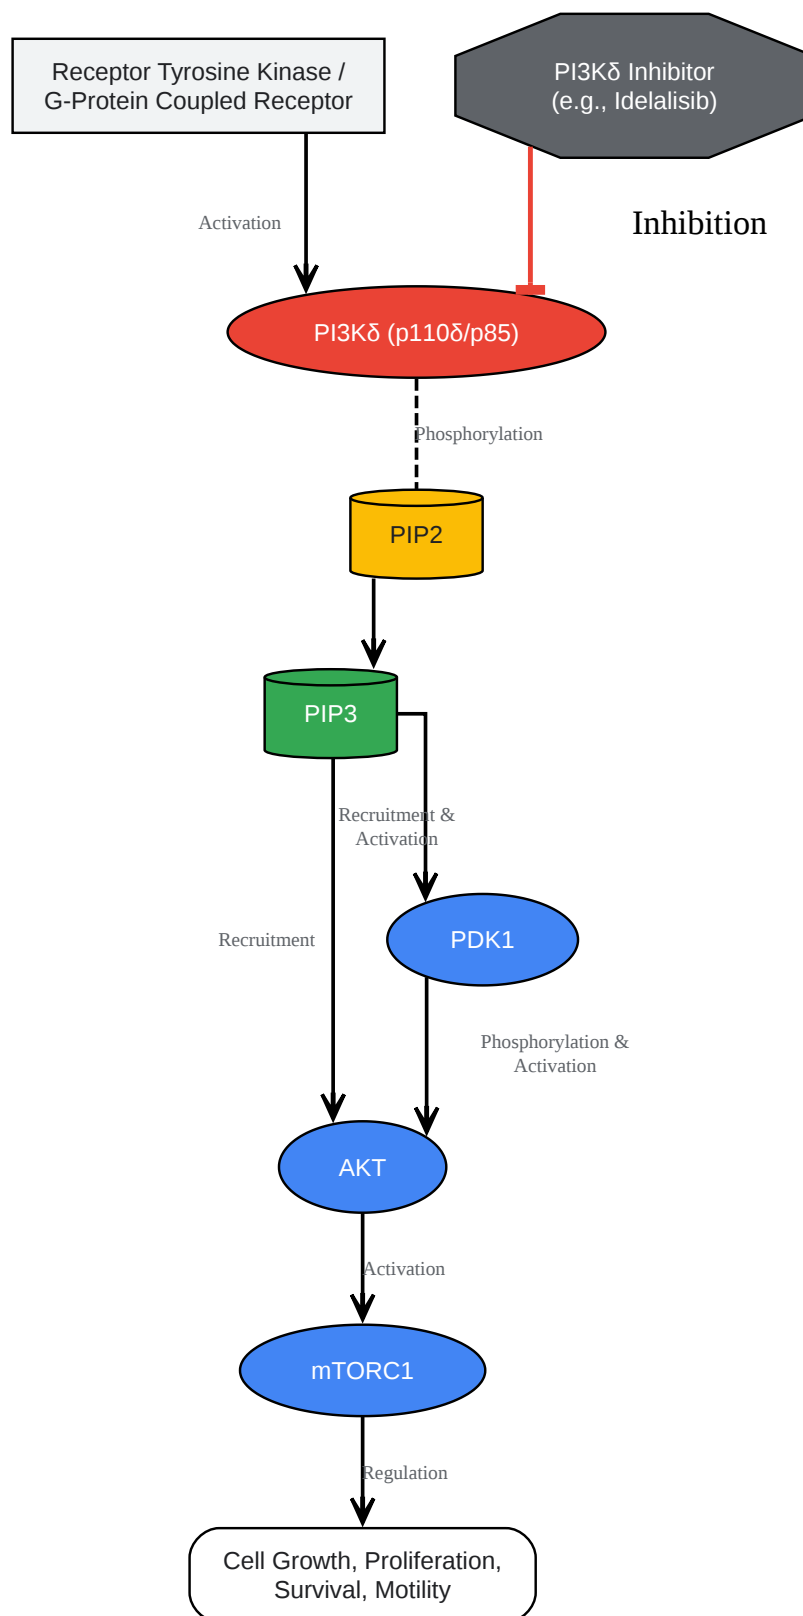 Receptor Tyrosine Kinase /
G-Protein Coupled Receptor
PI3Kδ Inhibitor
(e.g., Idelalisib)
Activation
Inhibition
PI3Kδ (p110δ/p85)
Phosphorylation
PIP2
PIP3
Recruitment &
Activation
Recruitment
PDK1
Phosphorylation &
Activation
AKT
Activation
mTORC1
Regulation
Cell Growth, Proliferation,
Survival, Motility